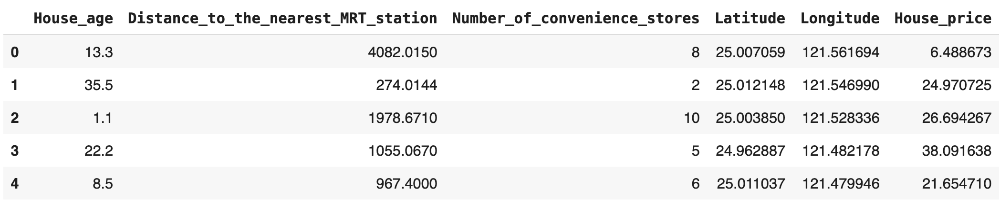 House_age Distance_to_the_nearest_MRT_station Number_of_convenience_stores Latitude Longitude House_price
0 13.3 4082.0150 8 25.007059 121.561694 6.488673
1 35.5 274.0144 2 25.012148 121.546990 24.970725
2 1.1 1978.6710 10 25.003850 121.528336 26.694267
3 22.2 1055.0670 5 24.962887 121.482178 38.091638
4 8.5 967.4000 6 25.011037 121.479946 21.654710